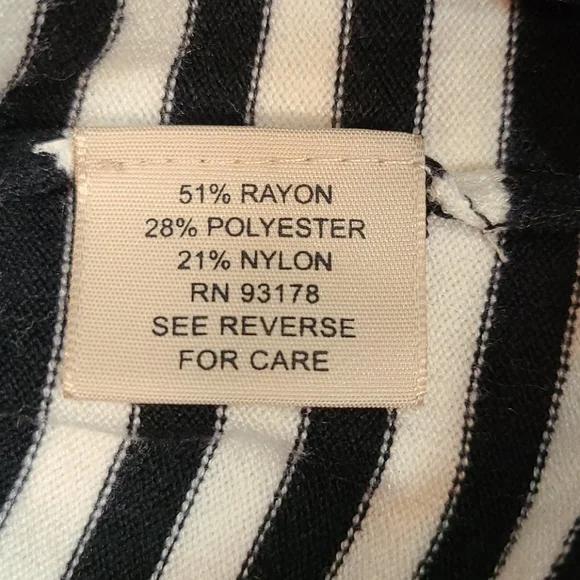 51% RAYON
28% POLYESTER
21% NYLON
RN 93178
SEE REVERSE
FOR CARE